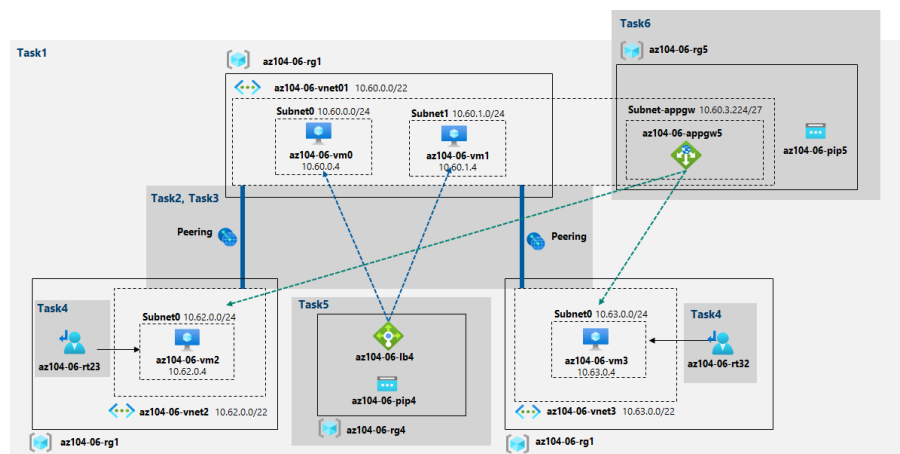 Task6
Task1
az104-06-rg5
az104-06-rg1
az104-06-vnet01 10.60.0.0/22
Subnet0 10.60.0.0/24
Subnet1 10.60.1.0/24
Subnet-appgw 10.60.3.224/27
az104-06-appgw5
az104-06-pip5
az104-06-vm0
10.60.0.4
az104-06-vm1
10.60.1.4
Task2, Task3
Peering
Peering
Task4
Subnet0 10.62.0.0/24
az104-06-rt23
az104-06-vm2
10.62.0.4
az104-06-vnet2 10.62.0.0/22
az104-06-rg1
Task5
az104-06-lb4
az104-06-pip4
az104-06-rg4
Subnet0 10.63.0.0/24
Task4
az104-06-vm3
10.63.0.4
az104-06-rt32
az104-06-vnet3 10.63.0.0/22
az104-06-rg1